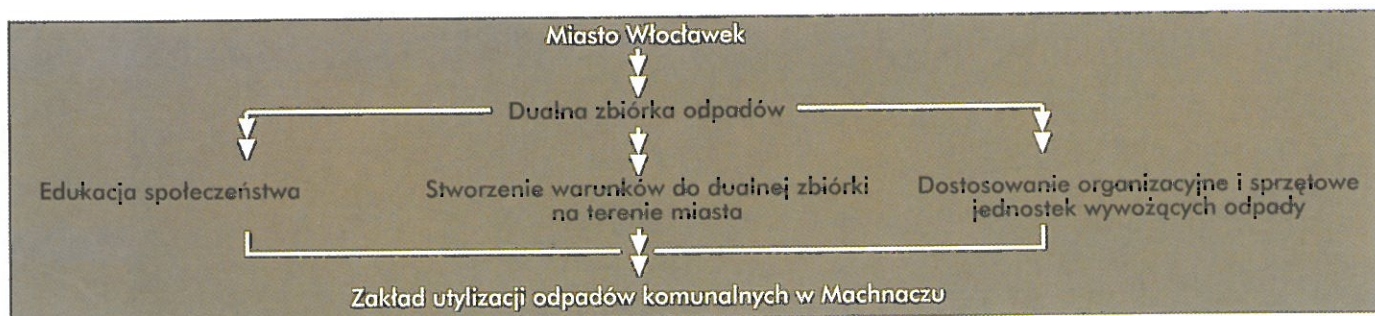 Miasto Włocławek
Dualna zbiórka odpadów
Edukacja społeczeństwa
Stworzenie warunków do dualnej zbiórki
na terenie miasta
Dostosowanie organizacyjne i sprzętowe
jednostek wywożących odpady
Zakład utylizacji odpadów komunalnych w Machnaczu